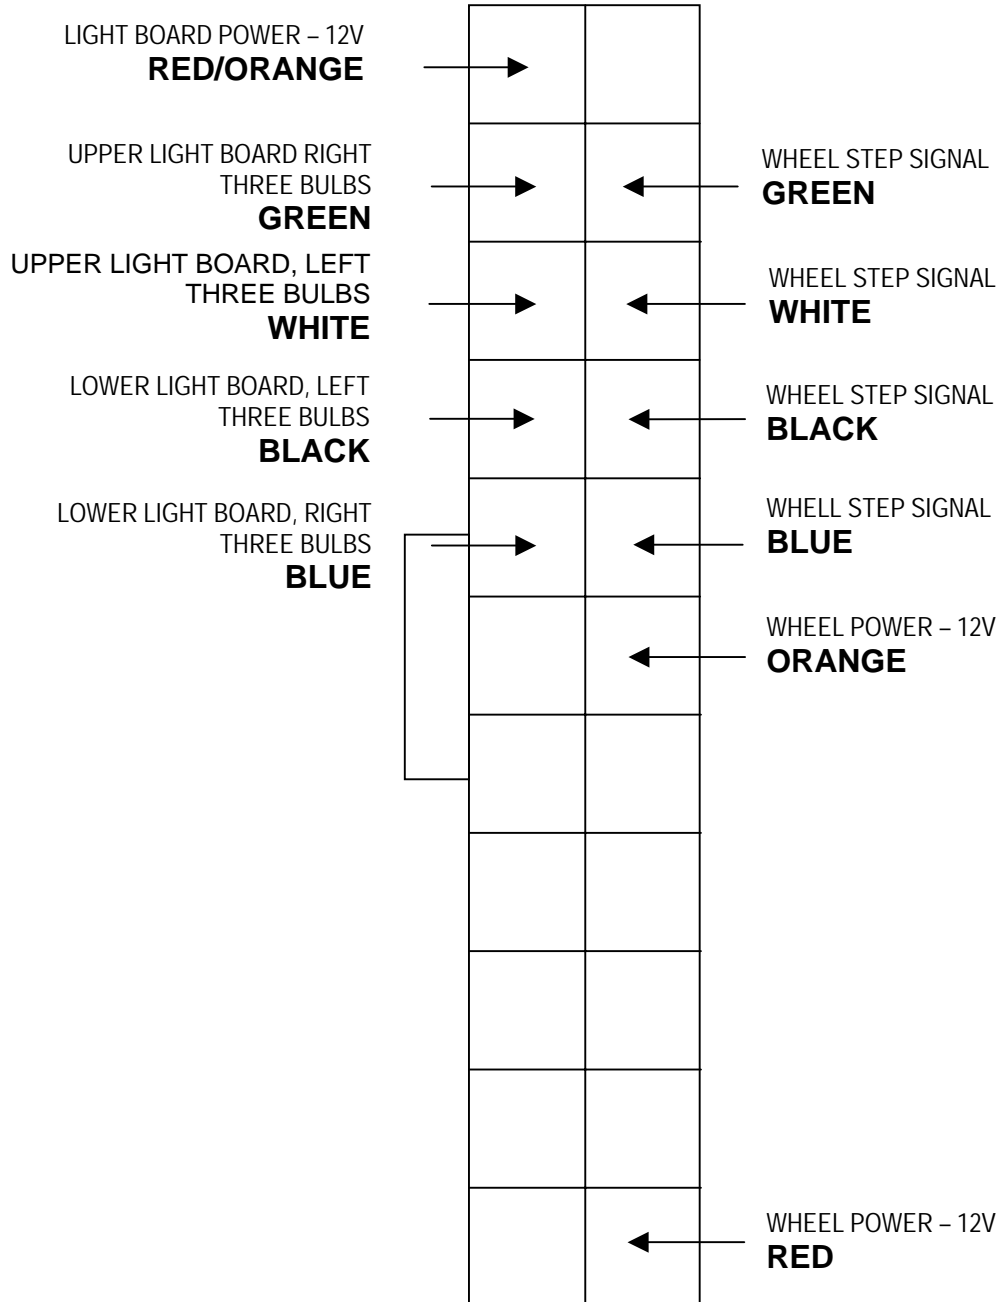 LIGHT BOARD POWER – 12V
RED/ORANGE
UPPER LIGHT BOARD RIGHT
THREE BULBS
GREEN
WHEEL STEP SIGNAL
GREEN
UPPER LIGHT BOARD, LEFT
THREE BULBS
WHITE
WHEEL STEP SIGNAL
WHITE
LOWER LIGHT BOARD, LEFT
THREE BULBS
BLACK
WHEEL STEP SIGNAL
BLACK
LOWER LIGHT BOARD, RIGHT
THREE BULBS
BLUE
WHELL STEP SIGNAL
BLUE
WHEEL POWER – 12V
ORANGE
WHEEL POWER – 12V
RED